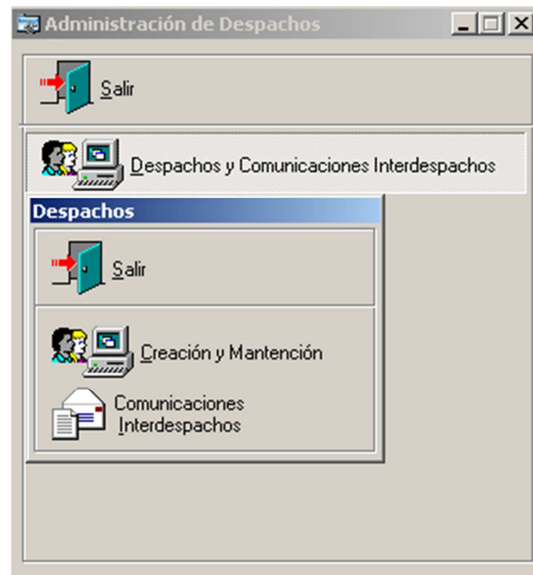 Administración de Despachos
Salir
Despachos y Comunicaciones Interdespachos
Despachos
Salir
Creación y Mantención
Comunicaciones
Interdespachos